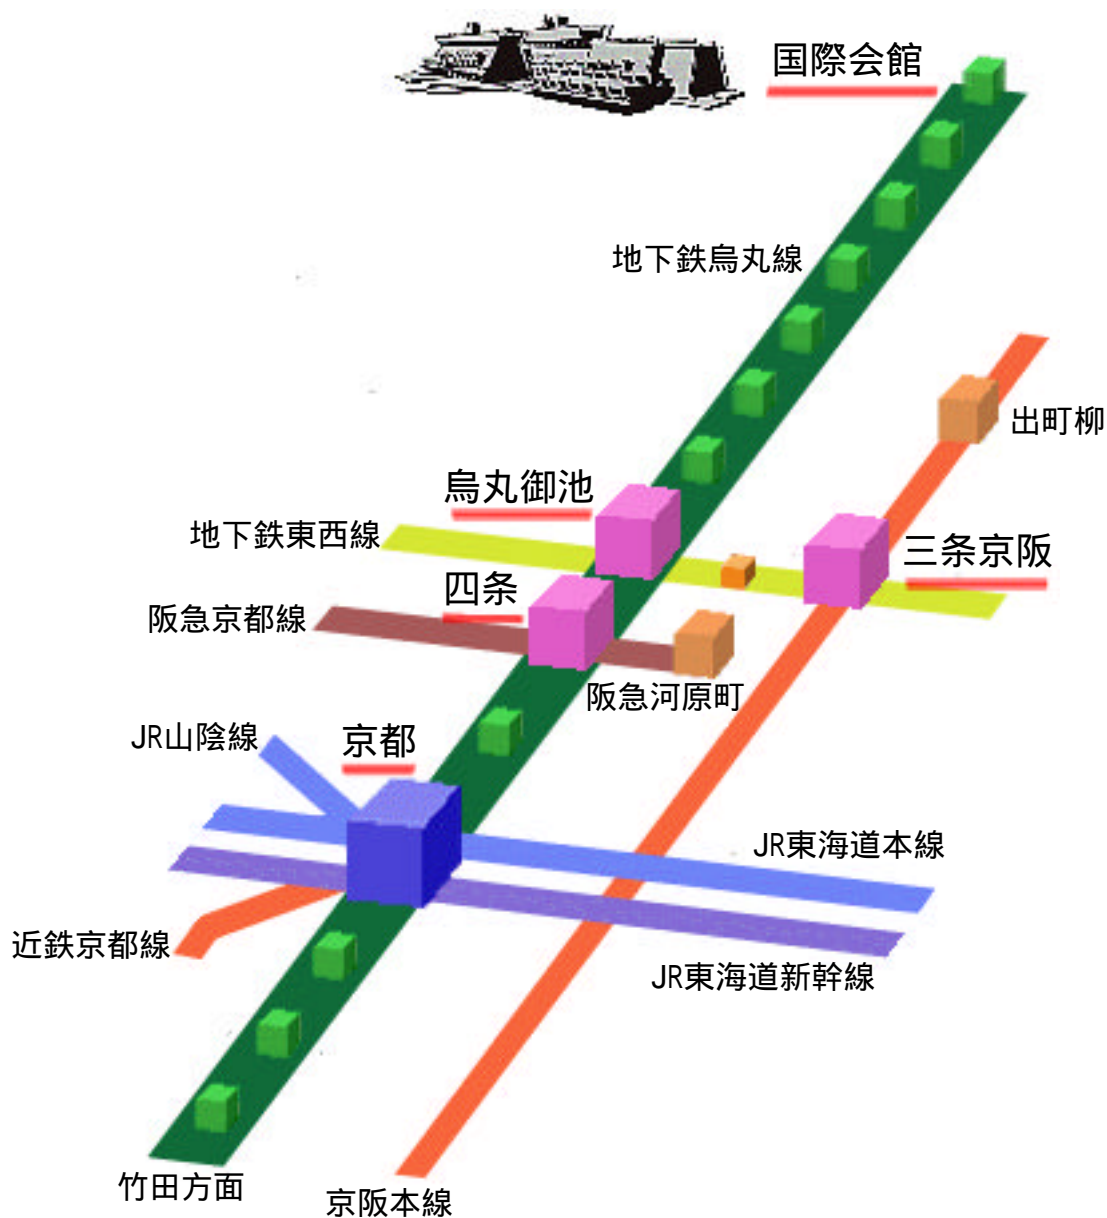 国際会館
地下鉄烏丸線
出町柳
烏丸御池
地下鉄東西線
三条京阪
四条
阪急京都線
阪急河原町
JR山陰線
京都
JR東海道本線
近鉄京都線
JR東海道新幹線
竹田方面
京阪本線